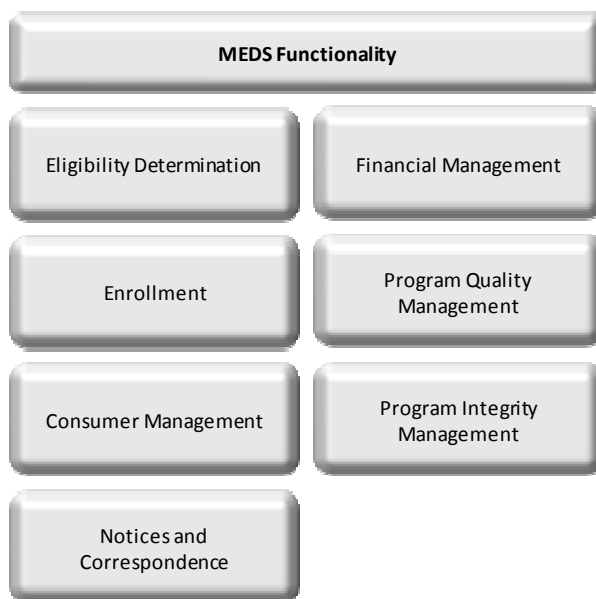 MEDS Functionality
Eligibility Determination
Financial Management
Enrollment
Program Quality
Management
Consumer Management
Program Integrity
Management
Notices and
Correspondence